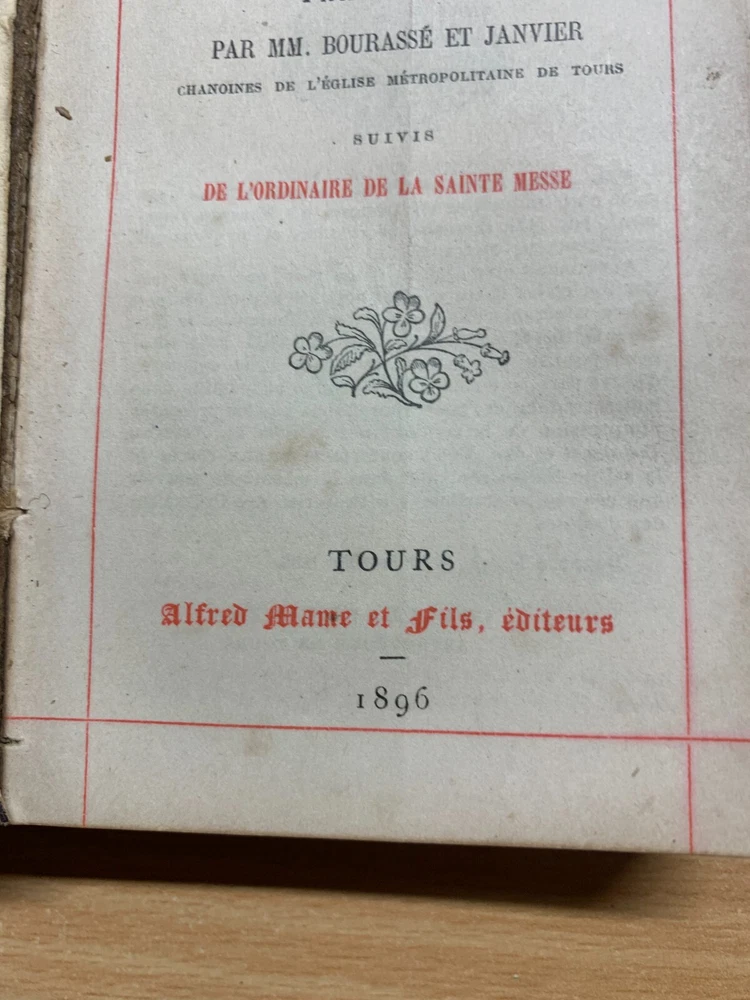 PAR MM. BOURASSÉ ET JANVIER
CHANOINES DE L'ÉGLISE MÉTROPOLITAINE DE TOURS
SUIVIS
DE L'ORDINAIRE DE LA SAINTE MESSE
TOURS
Alfred Mame et Fils, éditeurs
1896